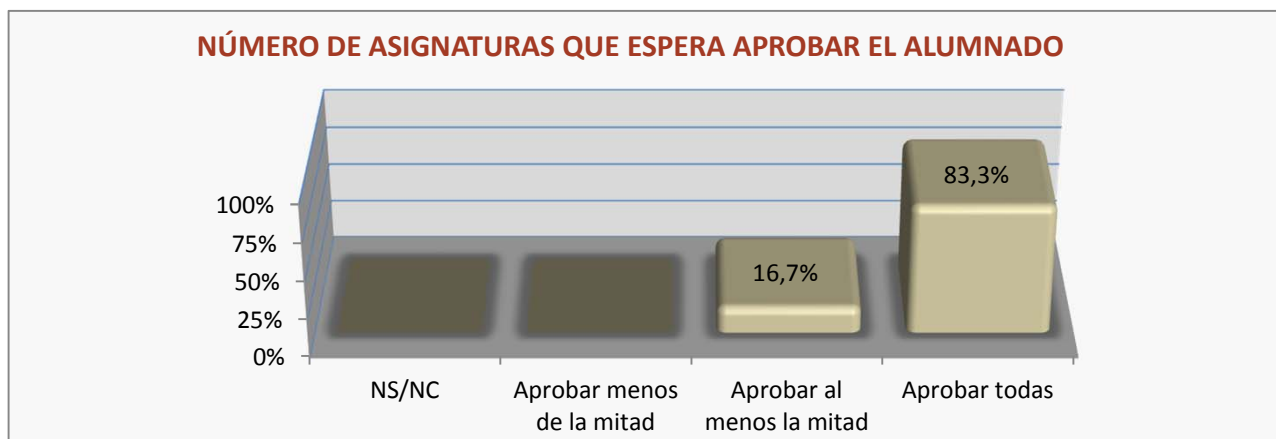 NÚMERO DE ASIGNATURAS QUE ESPERA APROBAR EL ALUMNADO
100%
75%
50%
25%
0%
16,7%
83,3%
NS/NC
Aprobar menos
de la mitad
Aprobar al
menos la mitad
Aprobar todas